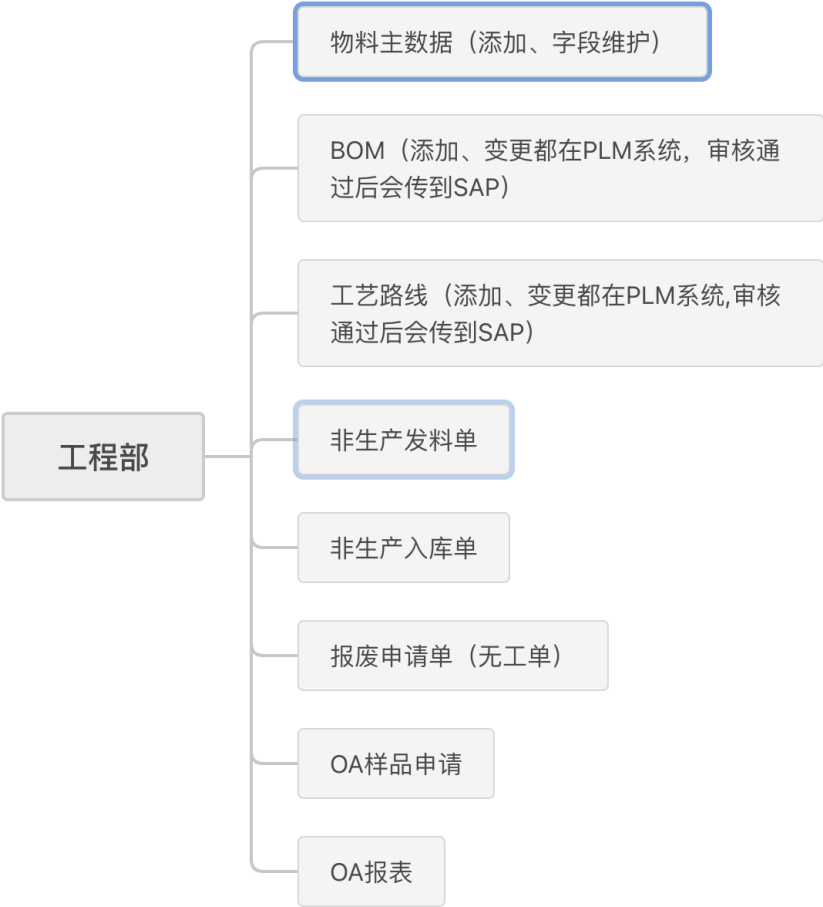 物料主数据（添加、字段维护）
BOM（添加、变更都在PLM系统，审核通
过后会传到SAP）
工艺路线（添加、变更都在PLM系统,审核
通过后会传到SAP）
工程部
非生产发料单
非生产入库单
报废申请单（无工单）
OA样品申请
OA报表